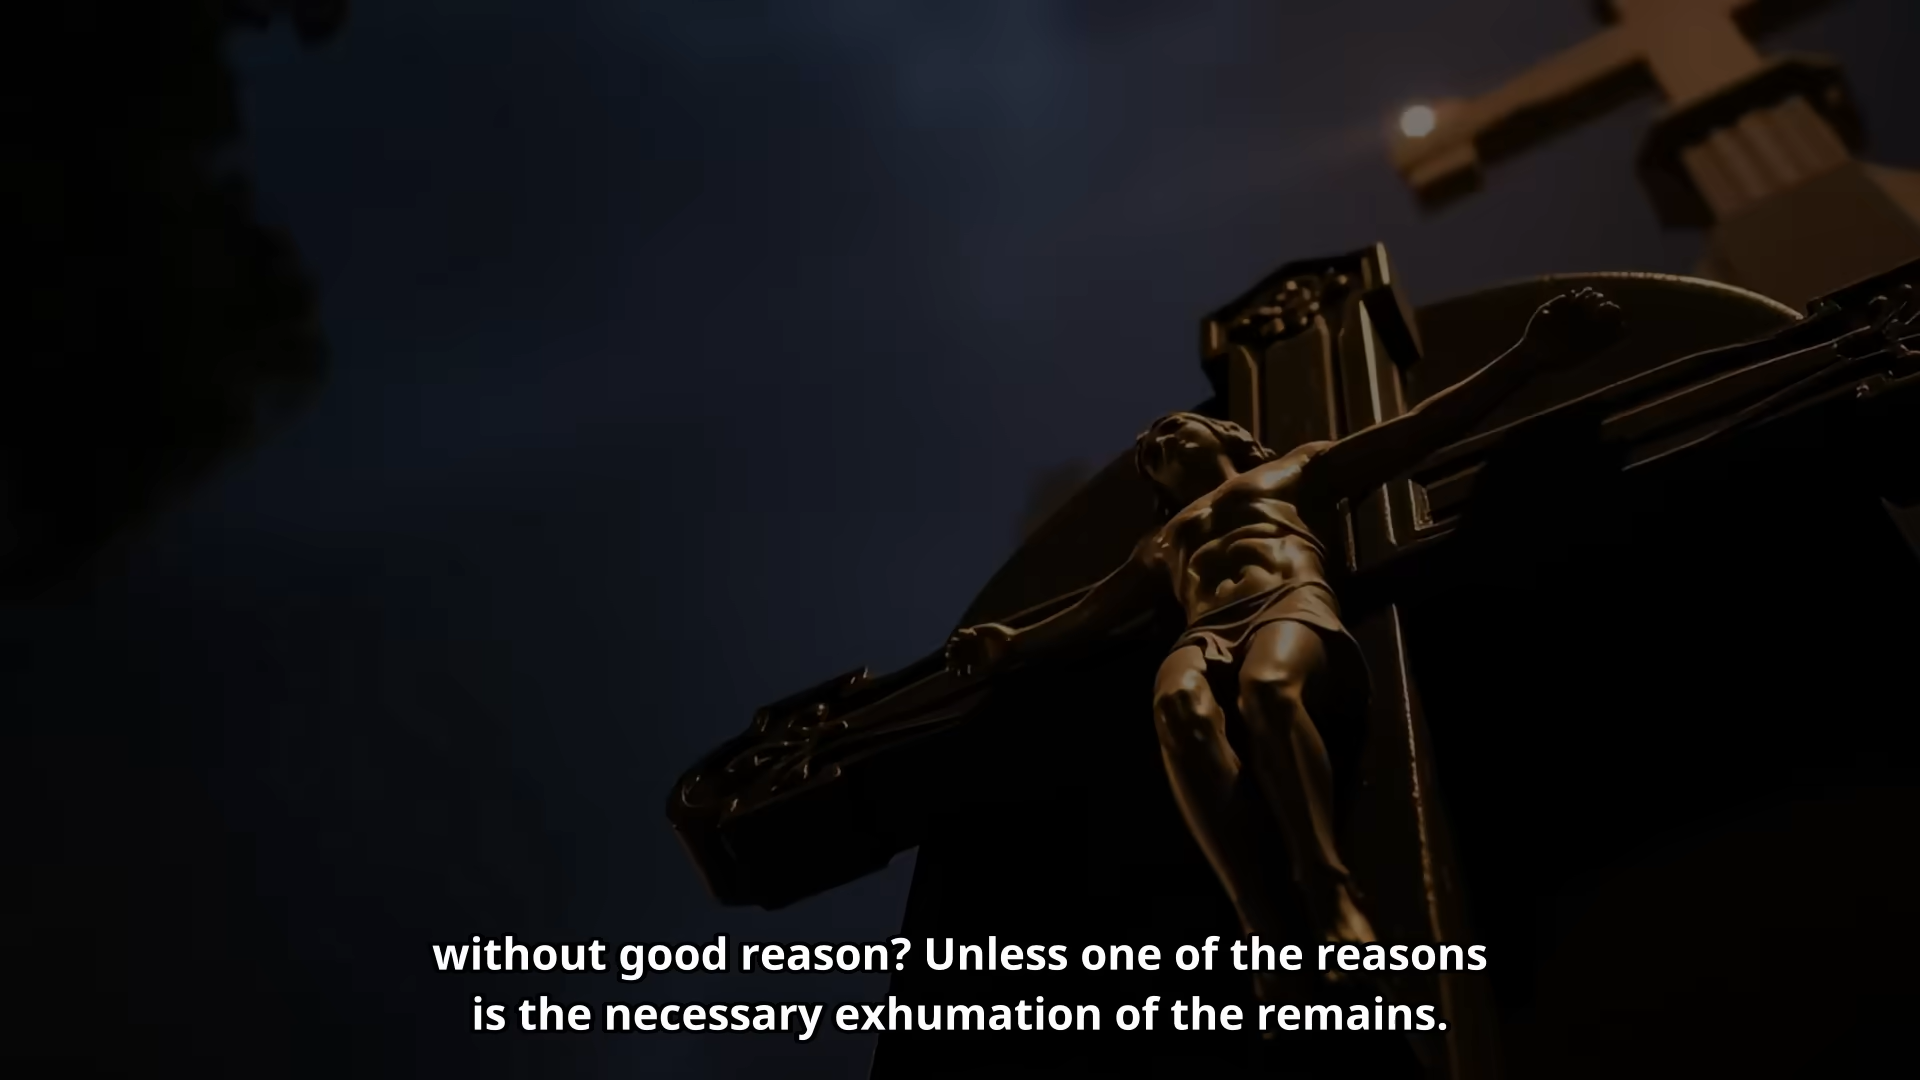 without good reason? Unless one of the reasons
is the necessary exhumation of the remains.